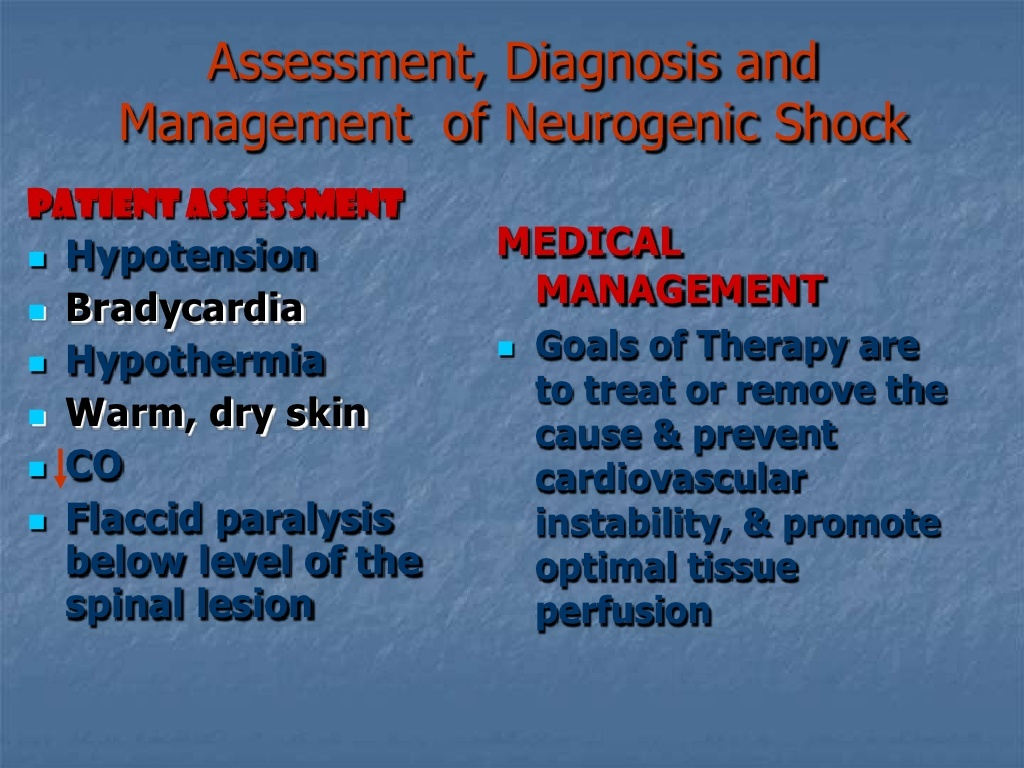 Assessment, Diagnosis and
Management of Neurogenic Shock
PATIENT ASSESSMENT
Hypotension
Bradycardia
Hypothermia
Warm, dry skin
CO
Flaccid paralysis
below level of the
spinal lesion
MEDICAL
MANAGEMENT
Goals of Therapy are
to treat or remove the
cause & prevent
cardiovascular
instability, & promote
optimal tissue
perfusion